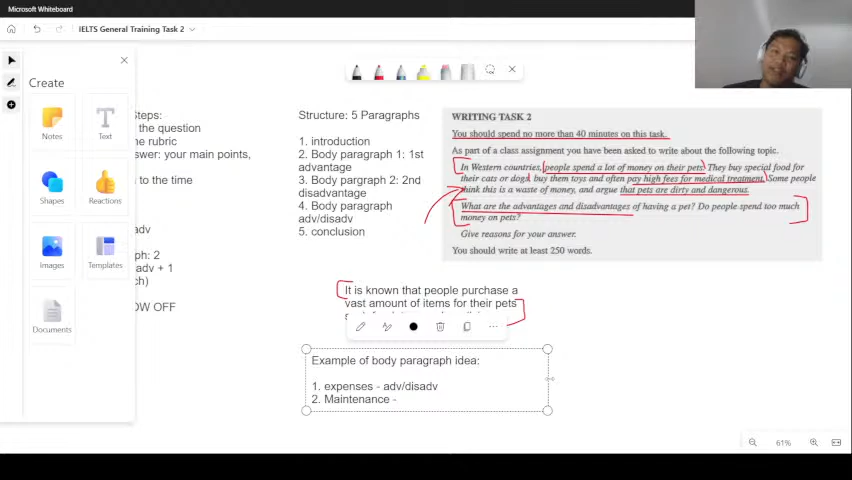 Microsoft Whiteboard
IELTS General Training Task 2
Create
Notes
Text
Shapes
Reactions
Images
Templates
Documents
Steps:
the question
he rubric
swer: your main points,
to the time
adv
ph: 2
adv + 1
ch)
OW OFF
Structure: 5 Paragraphs
1. introduction
2. Body paragraph 1: 1st
advantage
3. Body paragraph 2: 2nd
disadvantage
4. Body paragraph
adv/disadv
5. conclusion
WRITING TASK 2
You should spend no more than 40 minutes on this task.
As part of a class assignment you have been asked to write about the following topic.
In Western countries, people spend a lot of money on their pets. They buy special food for
their cats or dogs, buy them toys and often pay high fees for medical treatment. Some people
think this is a waste of money, and argue that pets are dirty and dangerous.
What are the advantages and disadvantages of having a pet? Do people spend too much
money on pets?
Give reasons for your answer.
You should write at least 250 words.
It is known that people purchase a
vast amount of items for their pets
Example of body paragraph idea:
1. expenses - adv/disadv
2. Maintenance -
61%